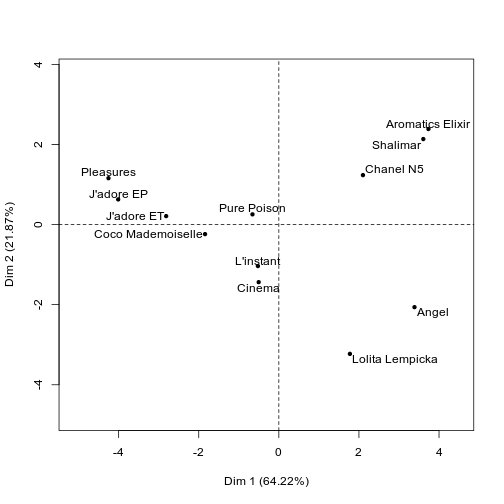 4
Aromatics Elixir
Shalimar
2
Chanel N5
Pleasures
J'adore EP
Pure Poison
J'adore ET
0
Coco Mademoiselle
L'instant
Cinéma
-2
Angel
Lolita Lempicka
-4
Dim 2 (21.87%)
-4 -2 0 2 4
Dim 1 (64.22%)